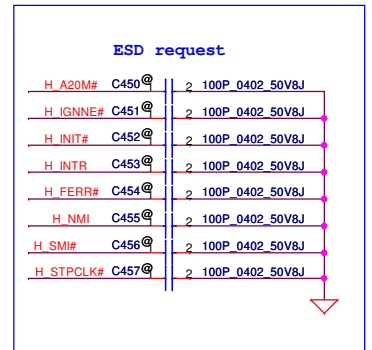 ESD request
H_A20M# C450@ 2 100P_0402_50V8J
H_IGNNE# C451@ 2 100P_0402_50V8J
H_INIT# C452@ 2 100P_0402_50V8J
H_INTR C453@ 2 100P_0402_50V8J
H_FERR# C454@ 2 100P_0402_50V8J
H_NMI C455@ 2 100P_0402_50V8J
H_SMI# C456@ 2 100P_0402_50V8J
H_STPCLK# C457@ 2 100P_0402_50V8J